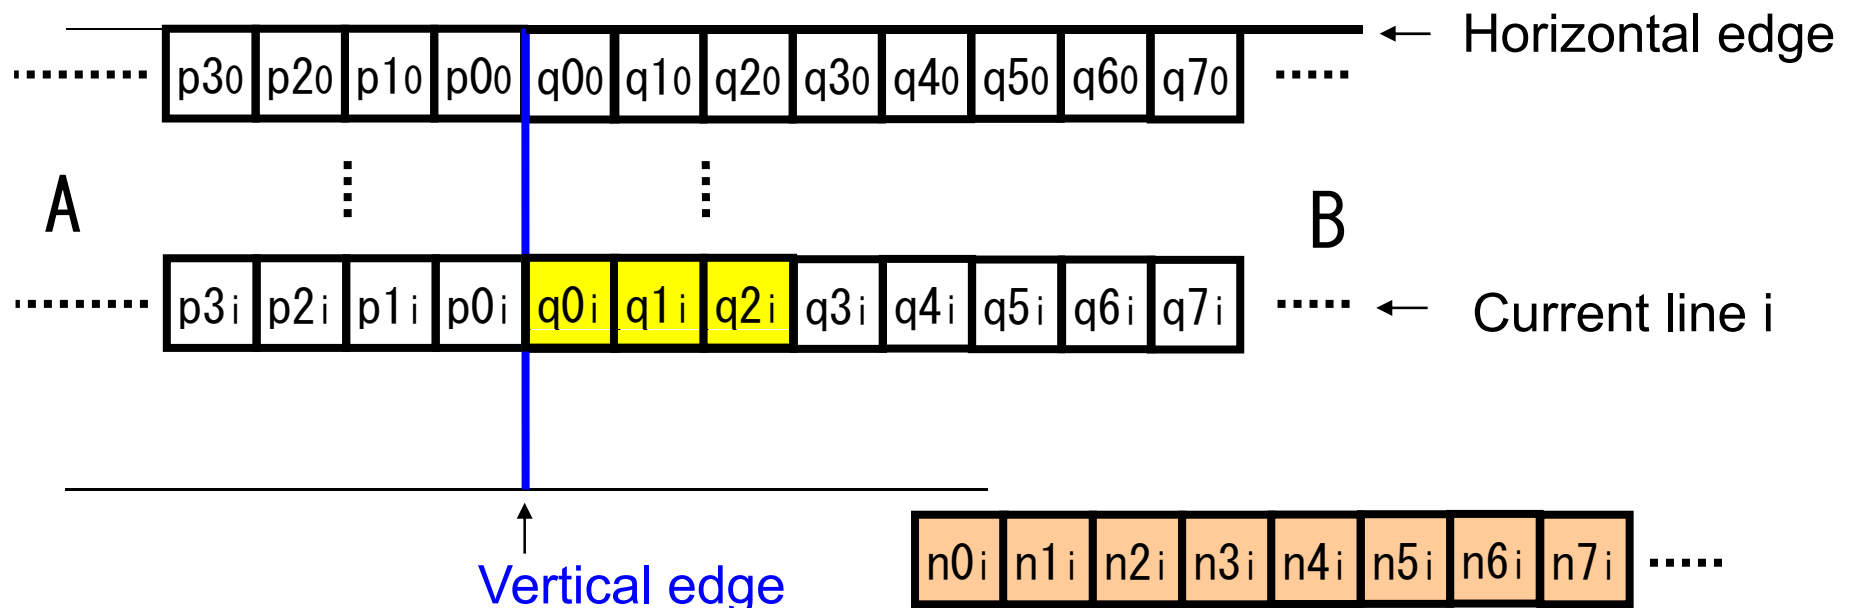 Horizontal edge
p30 p20 p10 p00 q00 q10 q20 q30 q40 q50 q60 q70
A B
p3i p2i p1i p0i q0i q1i q2i q3i q4i q5i q6i q7i
Current line i
n0i n1i n2i n3i n4i n5i n6i n7i
Vertical edge